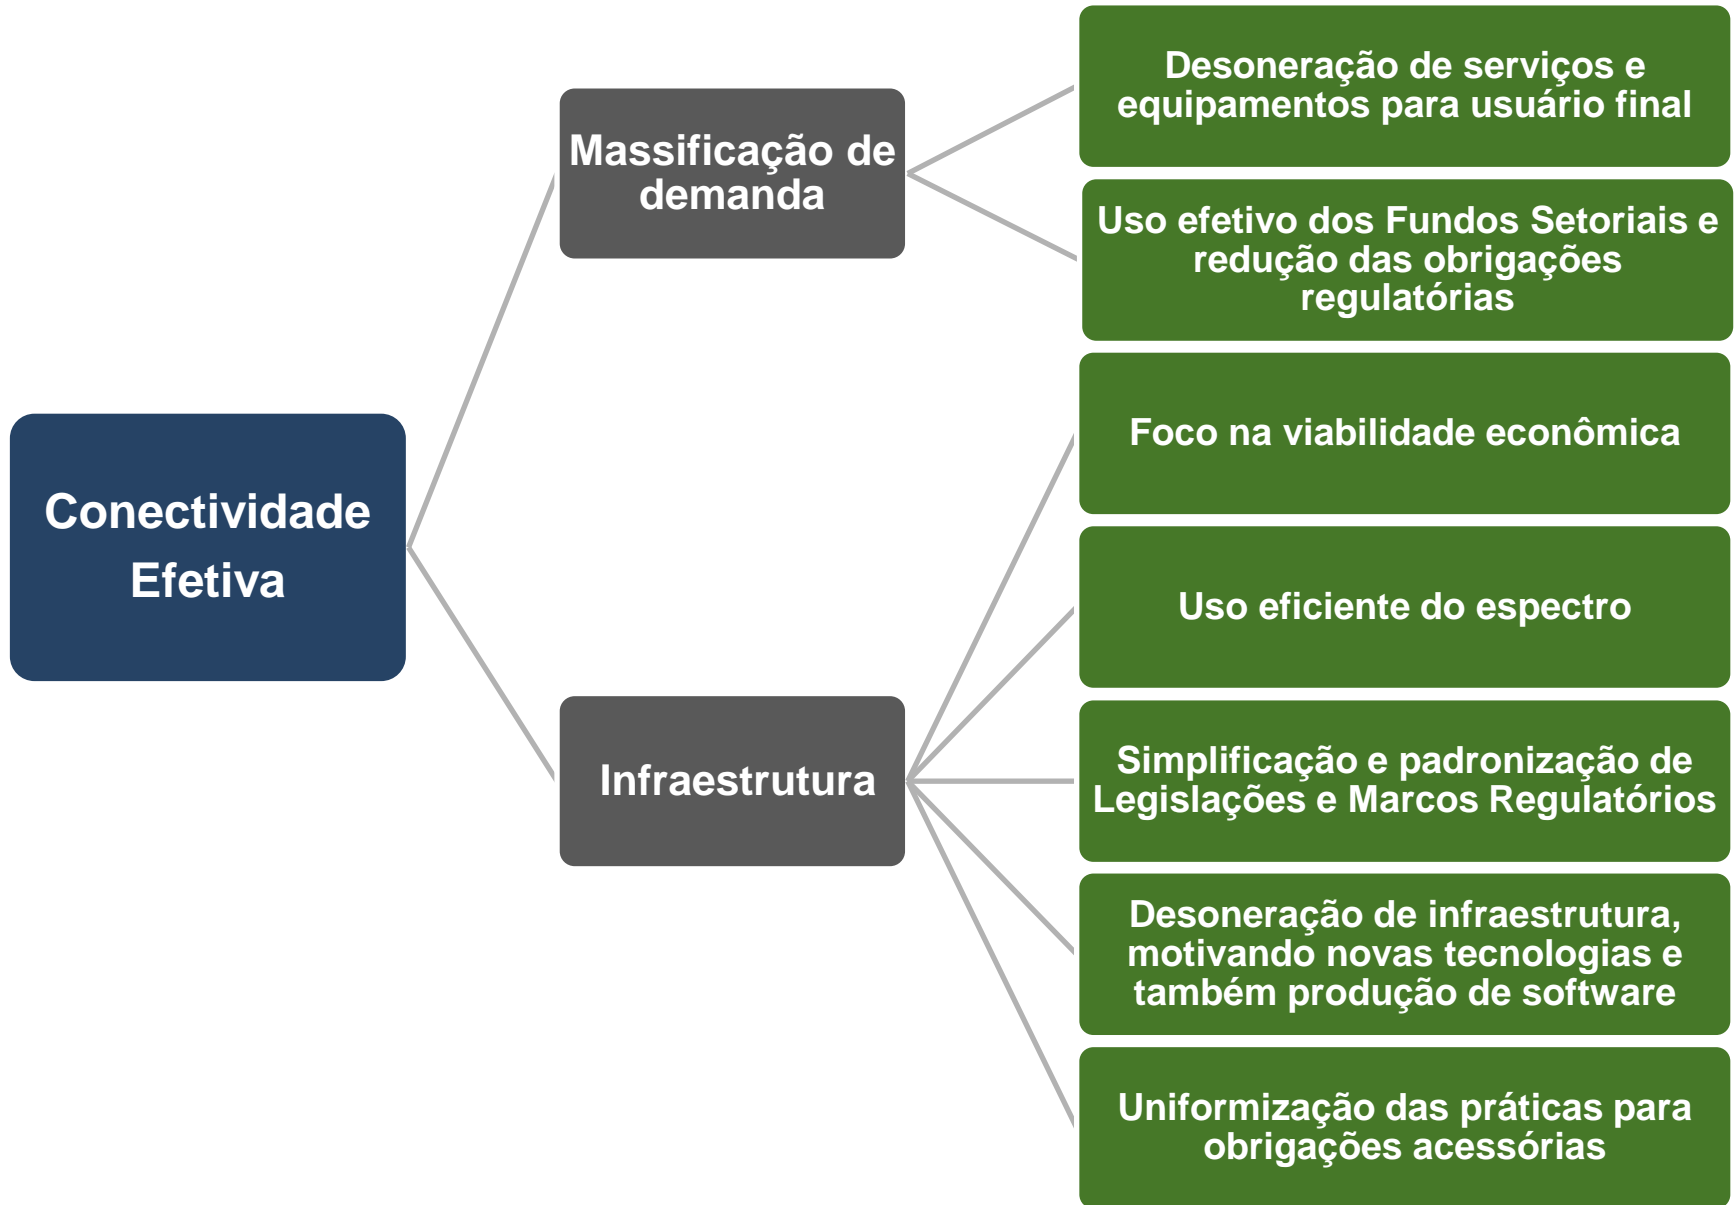 Conectividade
Efetiva
Massificação de
demanda
Desoneração de serviços e
equipamentos para usuário final
Uso efetivo dos Fundos Setoriais e
redução das obrigações
regulatórias
Infraestrutura
Foco na viabilidade econômica
Uso eficiente do espectro
Simplificação e padronização de
Legislações e Marcos Regulatórios
Desoneração de infraestrutura,
motivando novas tecnologias e
também produção de software
Uniformização das práticas para
obrigações acessórias